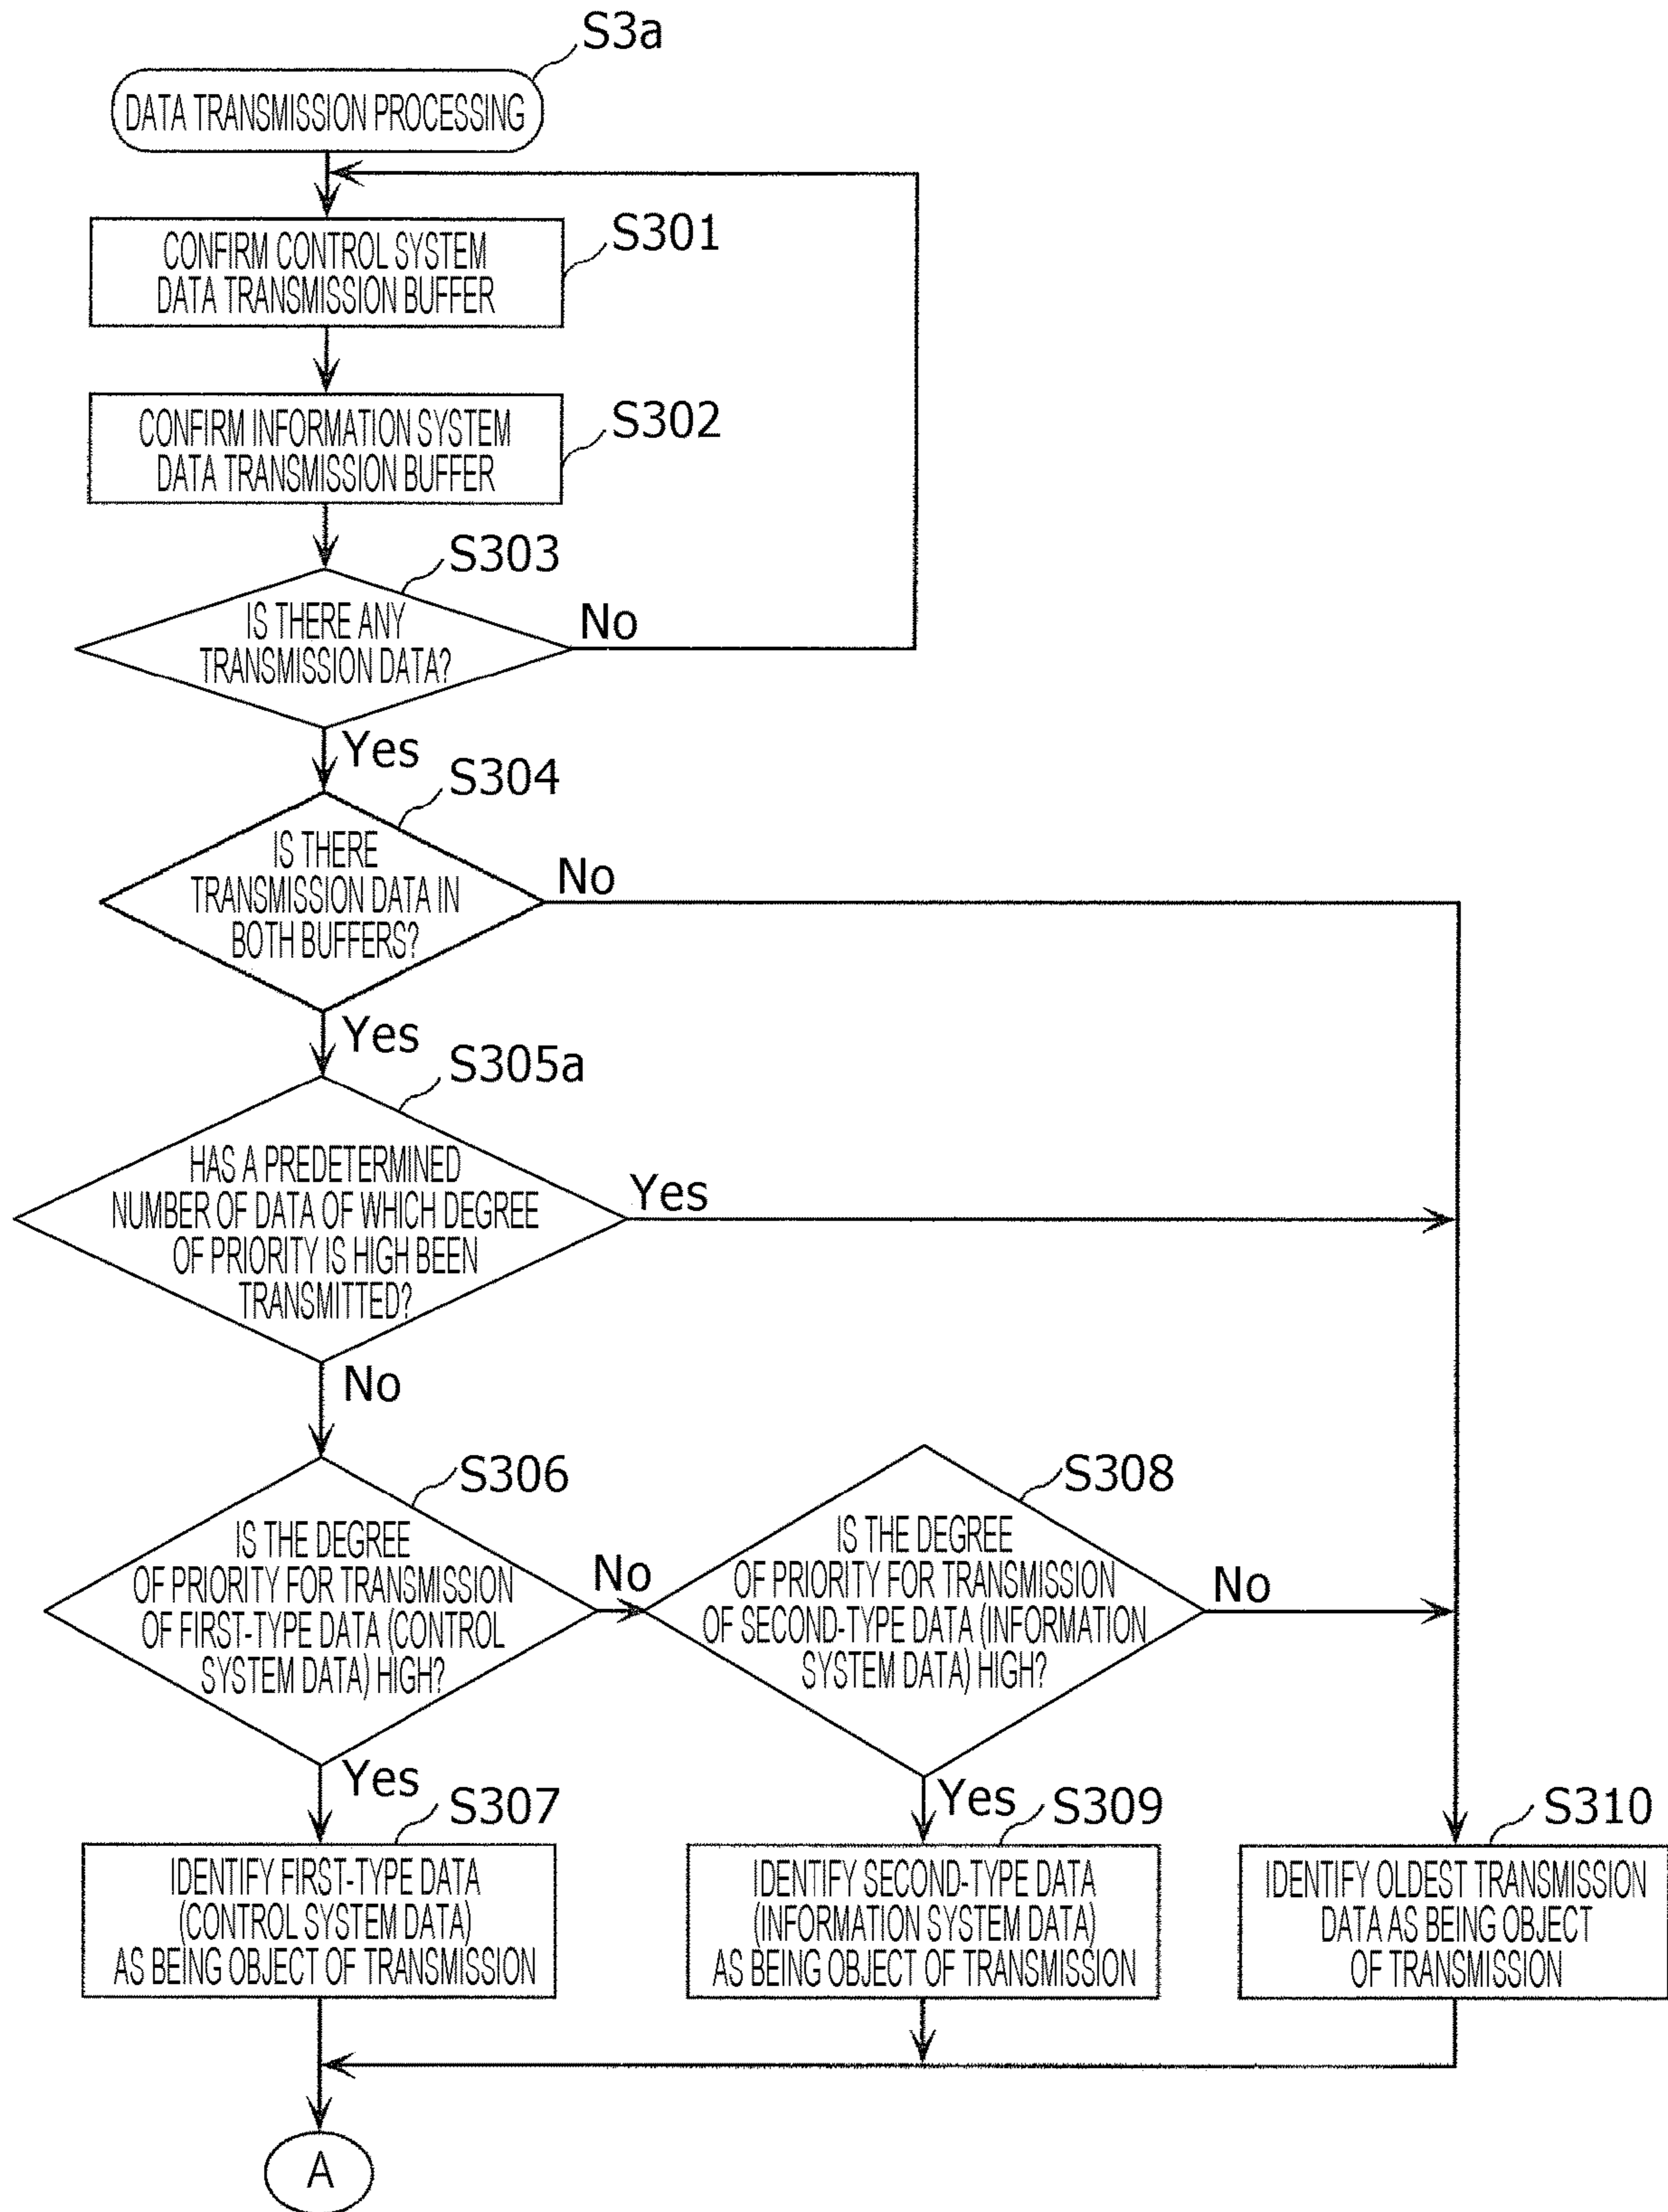 S3a
DATA TRANSMISSION PROCESSING
S301
CONFIRM CONTROL SYSTEM
DATA TRANSMISSION BUFFER
S302
CONFIRM INFORMATION SYSTEM
DATA TRANSMISSION BUFFER
S303
IS THERE ANY
TRANSMISSION DATA?
No
Yes
S304
IS THERE
TRANSMISSION DATA IN
BOTH BUFFERS?
No
Yes
S305a
HAS A PREDETERMINED
NUMBER OF DATA OF WHICH DEGREE
OF PRIORITY IS HIGH BEEN
TRANSMITTED?
Yes
No
S306
IS THE DEGREE
OF PRIORITY FOR TRANSMISSION
OF FIRST-TYPE DATA (CONTROL
SYSTEM DATA) HIGH?
No
Yes
S308
IS THE DEGREE
OF PRIORITY FOR TRANSMISSION
OF SECOND-TYPE DATA (INFORMATION
SYSTEM DATA) HIGH?
No
Yes
S307
IDENTIFY FIRST-TYPE DATA
(CONTROL SYSTEM DATA)
AS BEING OBJECT OF TRANSMISSION
S309
IDENTIFY SECOND-TYPE DATA
(INFORMATION SYSTEM DATA)
AS BEING OBJECT OF TRANSMISSION
S310
IDENTIFY OLDEST TRANSMISSION
DATA AS BEING OBJECT
OF TRANSMISSION
A